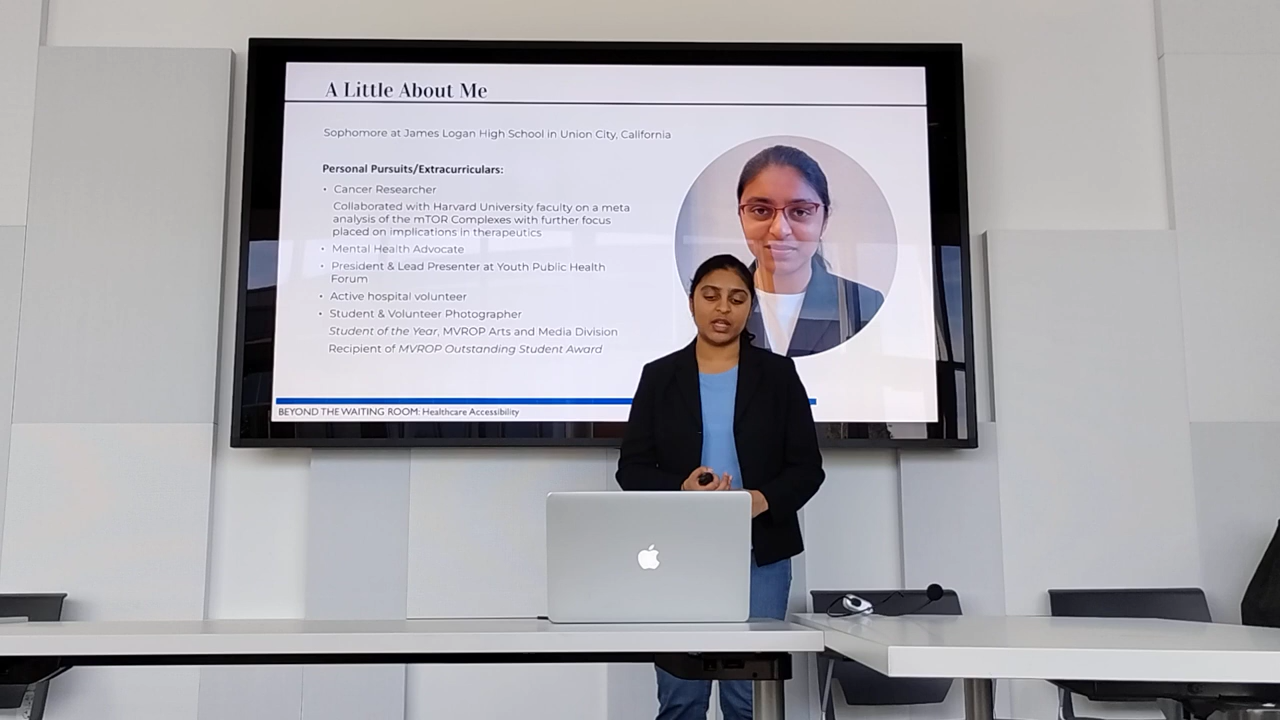 A Little About Me
Sophomore at James Logan High School in Union City, California
Personal Pursuits/Extracurriculars:
• Cancer Researcher
Collaborated with Harvard University faculty on a meta
analysis of the mTOR Complexes with further focus
placed on implications in therapeutics
• Mental Health Advocate
• President & Lead Presenter at Youth Public Health
Forum
• Active hospital volunteer
• Student & Volunteer Photographer
Student of the Year, MVROP Arts and Media Division
Recipient of MVROP Outstanding Student Award
BEYOND THE WAITING ROOM: Healthcare Accessibility